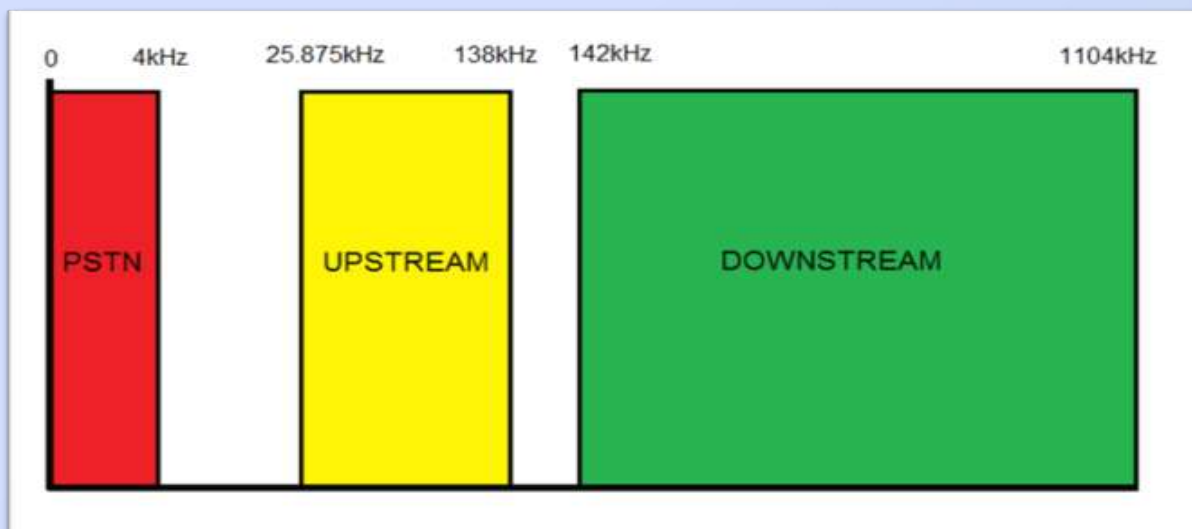 0 4kHz 25.875kHz 138kHz 142kHz 1104kHz
PSTN UPSTREAM DOWNSTREAM